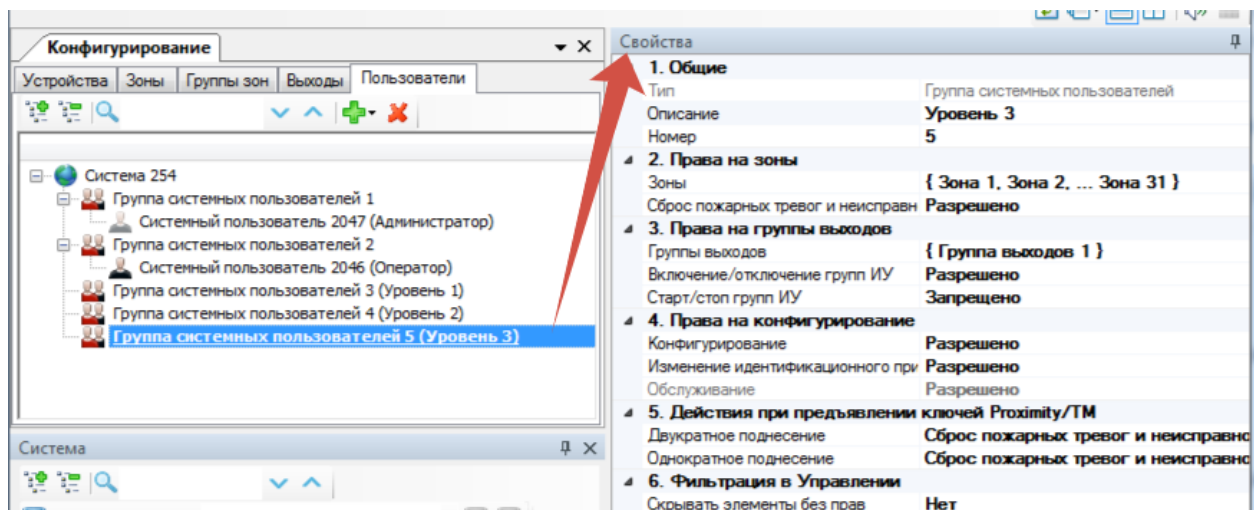 Конфигурирование
Устройства Зоны Группы зон Выходы Пользователи
Система 254
Группа системных пользователей 1
Системный пользователь 2047 (Администратор)
Группа системных пользователей 2
Системный пользователь 2046 (Оператор)
Группа системных пользователей 3 (Уровень 1)
Группа системных пользователей 4 (Уровень 2)
Группа системных пользователей 5 (Уровень 3)
Система
Свойства
1. Общие
Тип Группа системных пользователей
Описание Уровень 3
Номер 5
2. Права на зоны
Зоны { Зона 1, Зона 2, ... Зона 31 }
Сброс пожарных тревог и неисправн Разрешено
3. Права на группы выходов
Группы выходов { Группа выходов 1 }
Включение/отключение групп ИУ Разрешено
Старт/стоп групп ИУ Запрещено
4. Права на конфигурирование
Конфигурирование Разрешено
Изменение идентификационного при Разрешено
Обслуживание Разрешено
5. Действия при предъявлении ключей Proximity/TM
Двукратное поднесение Сброс пожарных тревог и неисправно
Однократное поднесение Сброс пожарных тревог и неисправно
6. Фильтрация в Управлении
Скрывать элементы без прав Нет